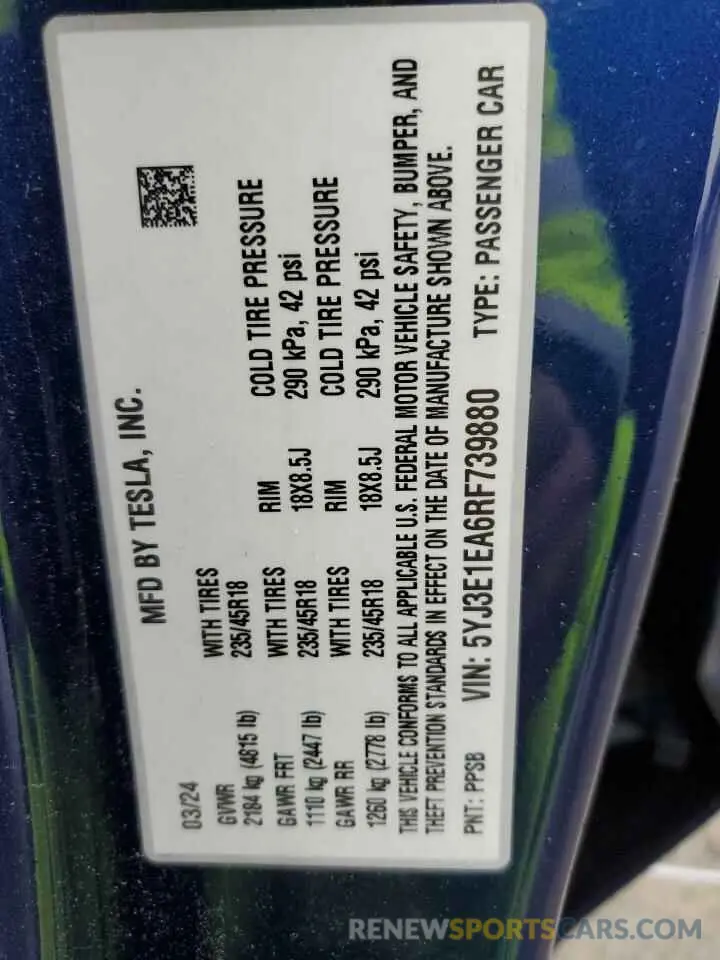 MFD BY TESLA, INC.
03/24
GVWR WITH TIRES RIM COLD TIRE PRESSURE
2184 kg (4815 lb) 235/45R18 18X8.5J 290 kPa, 42 psi
GAWR FRT WITH TIRES RIM COLD TIRE PRESSURE
1110 kg (2447 lb) 235/45R18 18X8.5J 290 kPa, 42 psi
GAWR RR WITH TIRES
1260 kg (2778 lb) 235/45R18
THIS VEHICLE CONFORMS TO ALL APPLICABLE U.S. FEDERAL MOTOR VEHICLE SAFETY, BUMPER, AND
THEFT PREVENTION STANDARDS IN EFFECT ON THE DATE OF MANUFACTURE SHOWN ABOVE.
PNT: PPSB VIN: 5YJ3E1EA6RF739880 TYPE: PASSENGER CAR
RENEWSPORTSCARS.COM